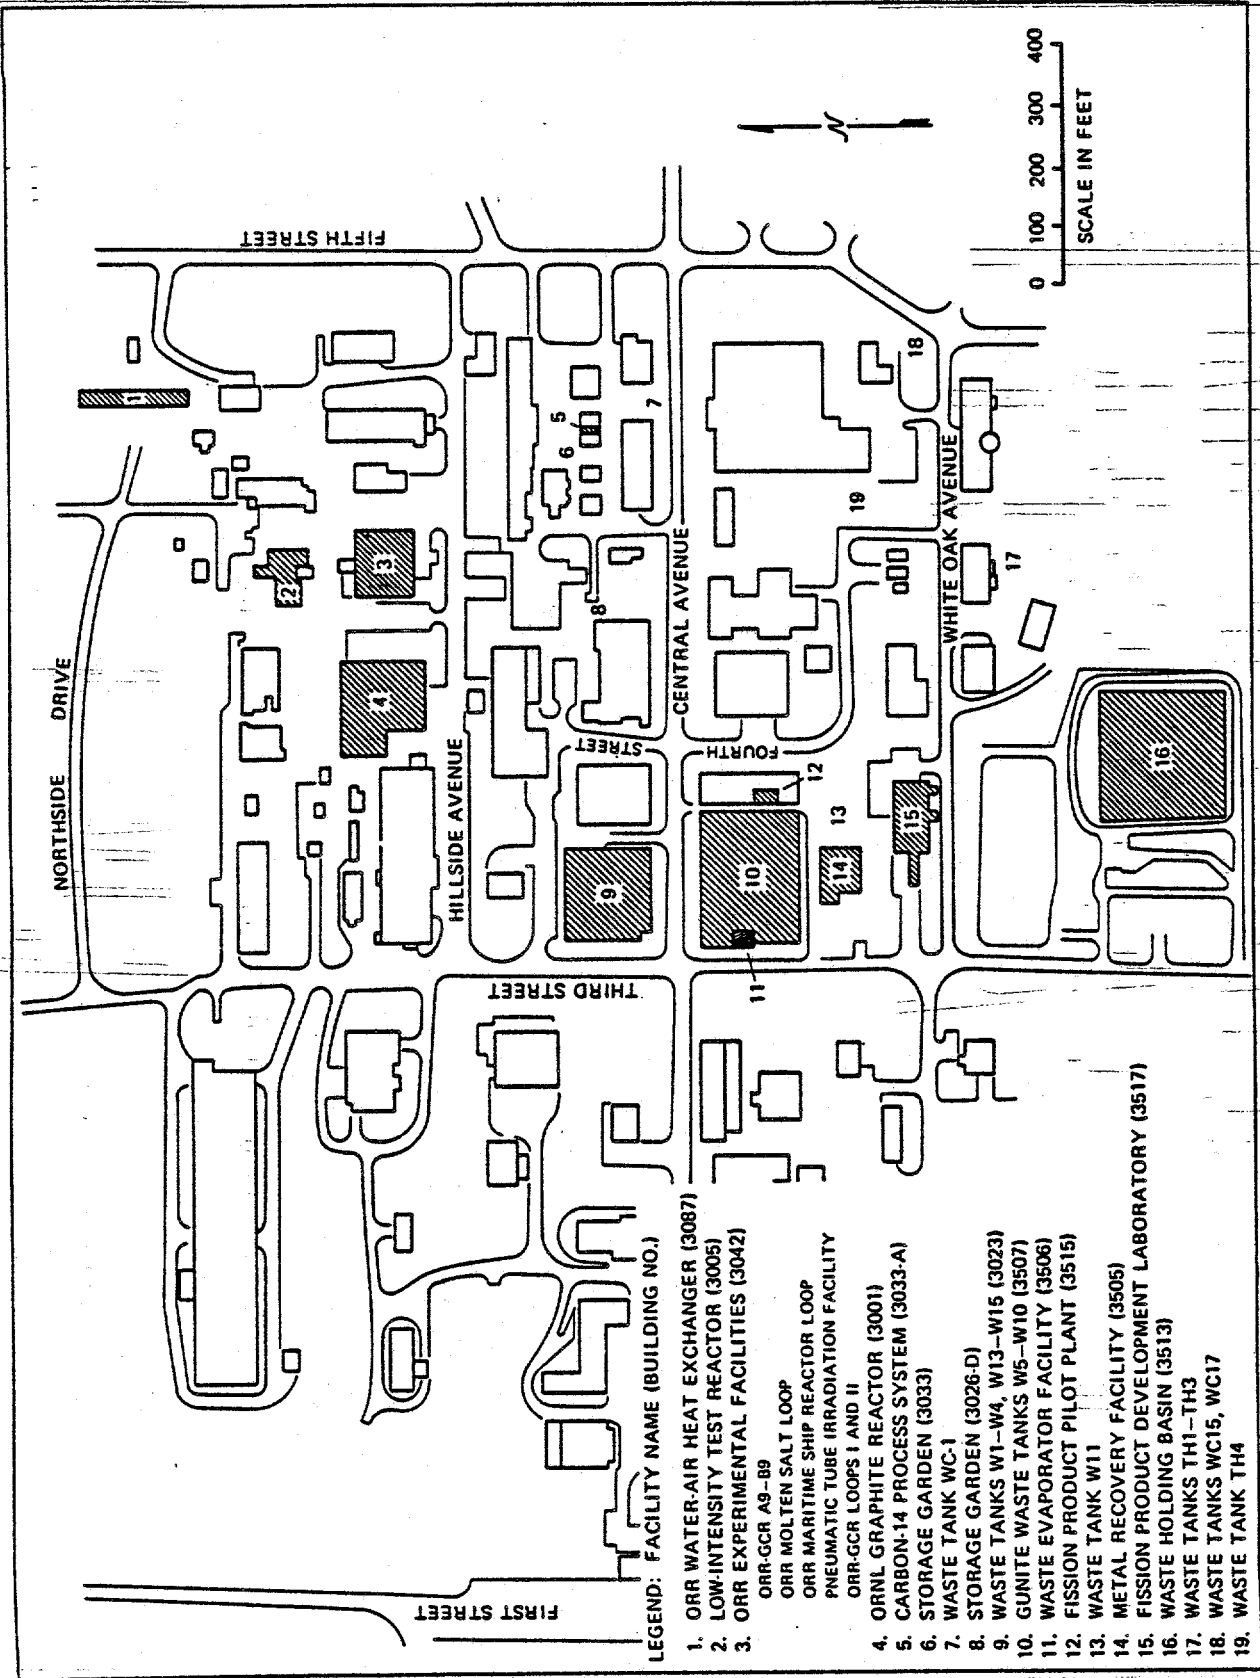 NORTHSIDE DRIVE
FIFTH STREET
1
2
3
4
HILLSIDE AVENUE
5
6
7
8
THIRD STREET
STREET
9
CENTRAL AVENUE
FOURTH
10
11
12
13
14
15
19
18
WHITE OAK AVENUE
17
16
FIRST STREET
N
0 100 200 300 400
SCALE IN FEET
LEGEND: FACILITY NAME (BUILDING NO.)
1. ORR WATER-AIR HEAT EXCHANGER (3087)
2. LOW-INTENSITY TEST REACTOR (3005)
3. ORR EXPERIMENTAL FACILITIES (3042)
ORR-GCR A9–B9
ORR MOLTEN SALT LOOP
ORR MARITIME SHIP REACTOR LOOP
PNEUMATIC TUBE IRRADIATION FACILITY
ORR-GCR LOOPS I AND II
4. ORNL GRAPHITE REACTOR (3001)
5. CARBON-14 PROCESS SYSTEM (3033-A)
6. STORAGE GARDEN (3033)
7. WASTE TANK WC-1
8. STORAGE GARDEN (3026-D)
9. WASTE TANKS W1–W4, W13–W15 (3023)
10. GUNITE WASTE TANKS W5–W10 (3507)
11. WASTE EVAPORATOR FACILITY (3506)
12. FISSION PRODUCT PILOT PLANT (3515)
13. WASTE TANK W11
14. METAL RECOVERY FACILITY (3505)
15. FISSION PRODUCT DEVELOPMENT LABORATORY (3517)
16. WASTE HOLDING BASIN (3513)
17. WASTE TANKS TH1–TH3
18. WASTE TANKS WC15, WC17
19. WASTE TANK TH4